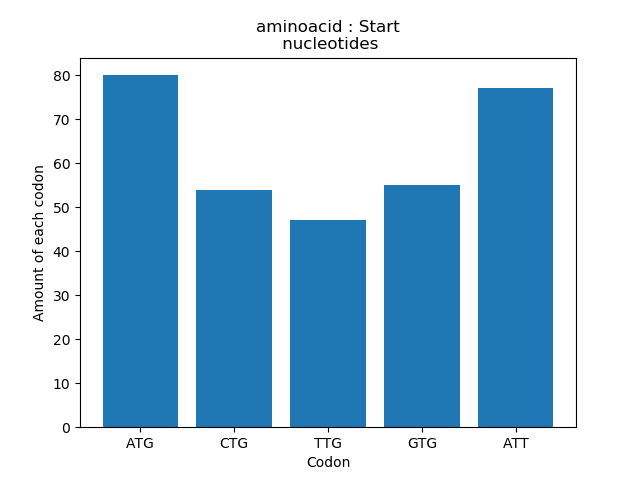 aminoacid : Start
nucleotides
Amount of each codon
80
70
60
50
40
30
20
10
0
ATG CTG TTG GTG ATT
Codon